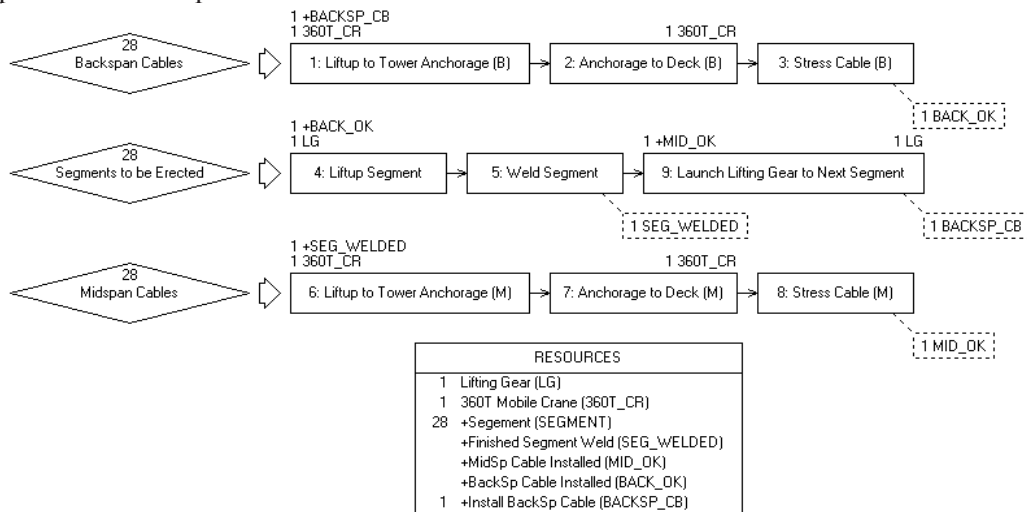 1 +BACKSP_CB
1 360T_CR
1 360T_CR
28
Backspan Cables
1: Liftup to Tower Anchorage (B)
2: Anchorage to Deck (B)
3: Stress Cable (B)
1 BACK_OK
1 +BACK_OK
1 LG
1 +MID_OK
1 LG
28
Segments to be Erected
4: Liftup Segment
5: Weld Segment
9: Launch Lifting Gear to Next Segment
1 SEG_WELDED
1 BACKSP_CB
1 +SEG_WELDED
1 360T_CR
1 360T_CR
28
Midspan Cables
6: Liftup to Tower Anchorage (M)
7: Anchorage to Deck (M)
8: Stress Cable (M)
1 MID_OK
RESOURCES
1 Lifting Gear (LG)
1 360T Mobile Crane (360T_CR)
28 +Segement (SEGMENT)
+Finished Segment Weld (SEG_WELDED)
+MidSp Cable Installed (MID_OK)
+BackSp Cable Installed (BACK_OK)
1 +Install BackSp Cable (BACKSP_CB)